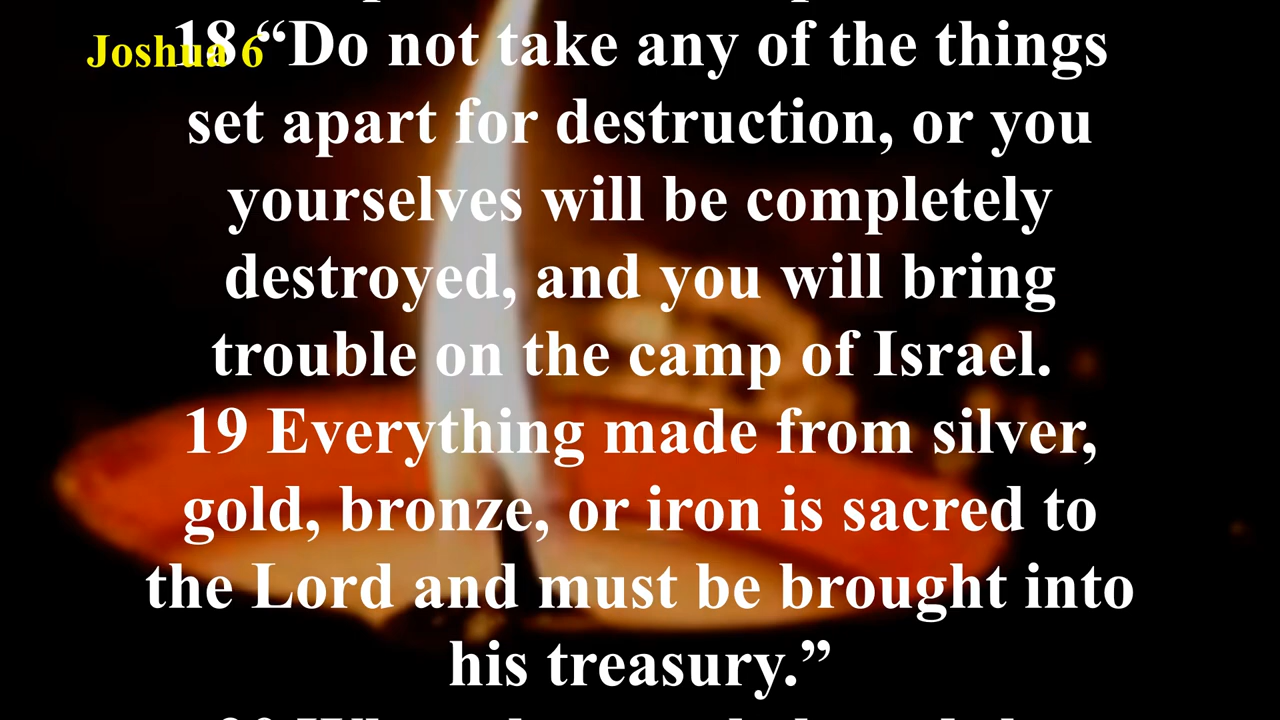 Joshua 6
18 “Do not take any of the things
set apart for destruction, or you
yourselves will be completely
destroyed, and you will bring
trouble on the camp of Israel.
19 Everything made from silver,
gold, bronze, or iron is sacred to
the Lord and must be brought into
his treasury.”